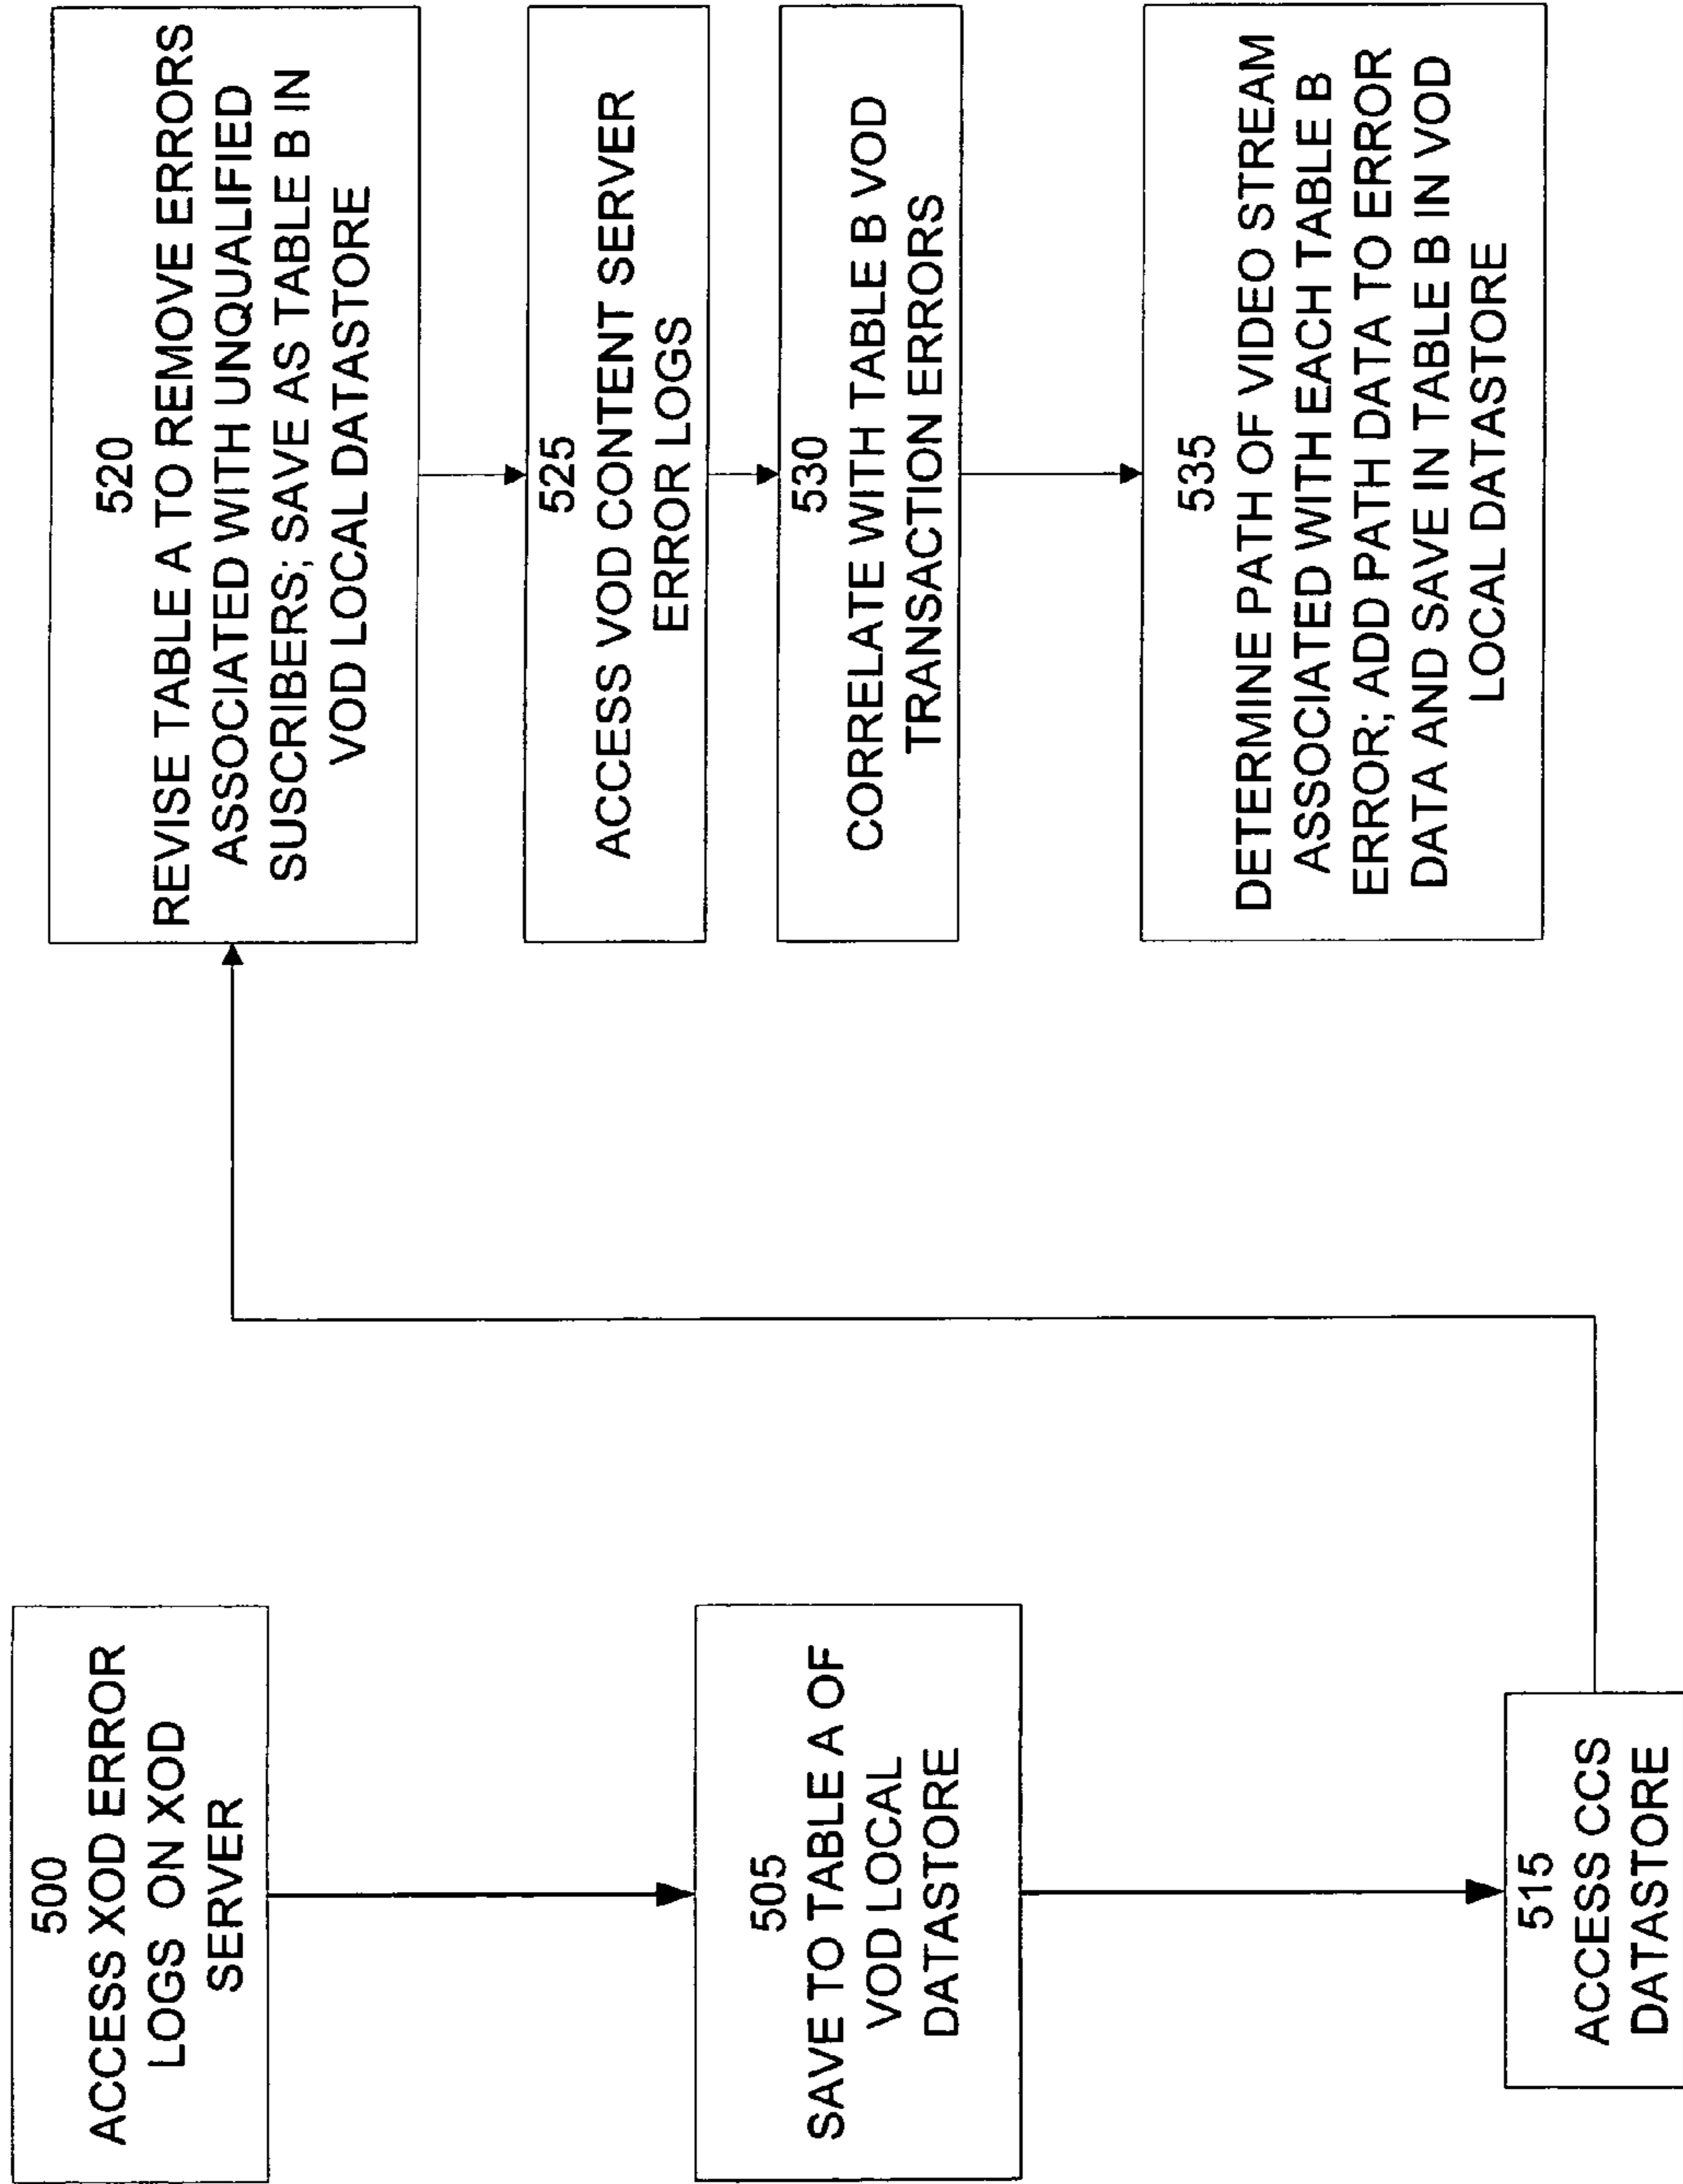 500
ACCESS XOD ERROR
LOGS ON XOD
SERVER
505
SAVE TO TABLE A OF
VOD LOCAL
DATASTORE
515
ACCESS CCS
DATASTORE
520
REVISE TABLE A TO REMOVE ERRORS
ASSOCIATED WITH UNQUALIFIED
SUSCRIBERS; SAVE AS TABLE B IN
VOD LOCAL DATASTORE
525
ACCESS VOD CONTENT SERVER
ERROR LOGS
530
CORRELATE WITH TABLE B VOD
TRANSACTION ERRORS
535
DETERMINE PATH OF VIDEO STREAM
ASSOCIATED WITH EACH TABLE B
ERROR; ADD PATH DATA TO ERROR
DATA AND SAVE IN TABLE B IN VOD
LOCAL DATASTORE